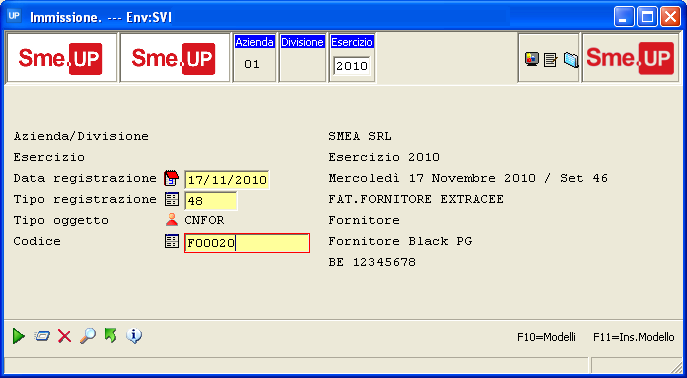 UP Immissione. --- Env:SVI
Sme.UP Sme.UP Azienda Divisione Esercizio Sme.UP
01 2010
Azienda/Divisione SMEA SRL
Esercizio Esercizio 2010
Data registrazione 17/11/2010 Mercoledì 17 Novembre 2010 / Set 46
Tipo registrazione 48 FAT.FORNITORE EXTRACEE
Tipo oggetto CNFOR Fornitore
Codice F00020 Fornitore Black PG
BE 12345678
F10=Modelli F11=Ins.Modello